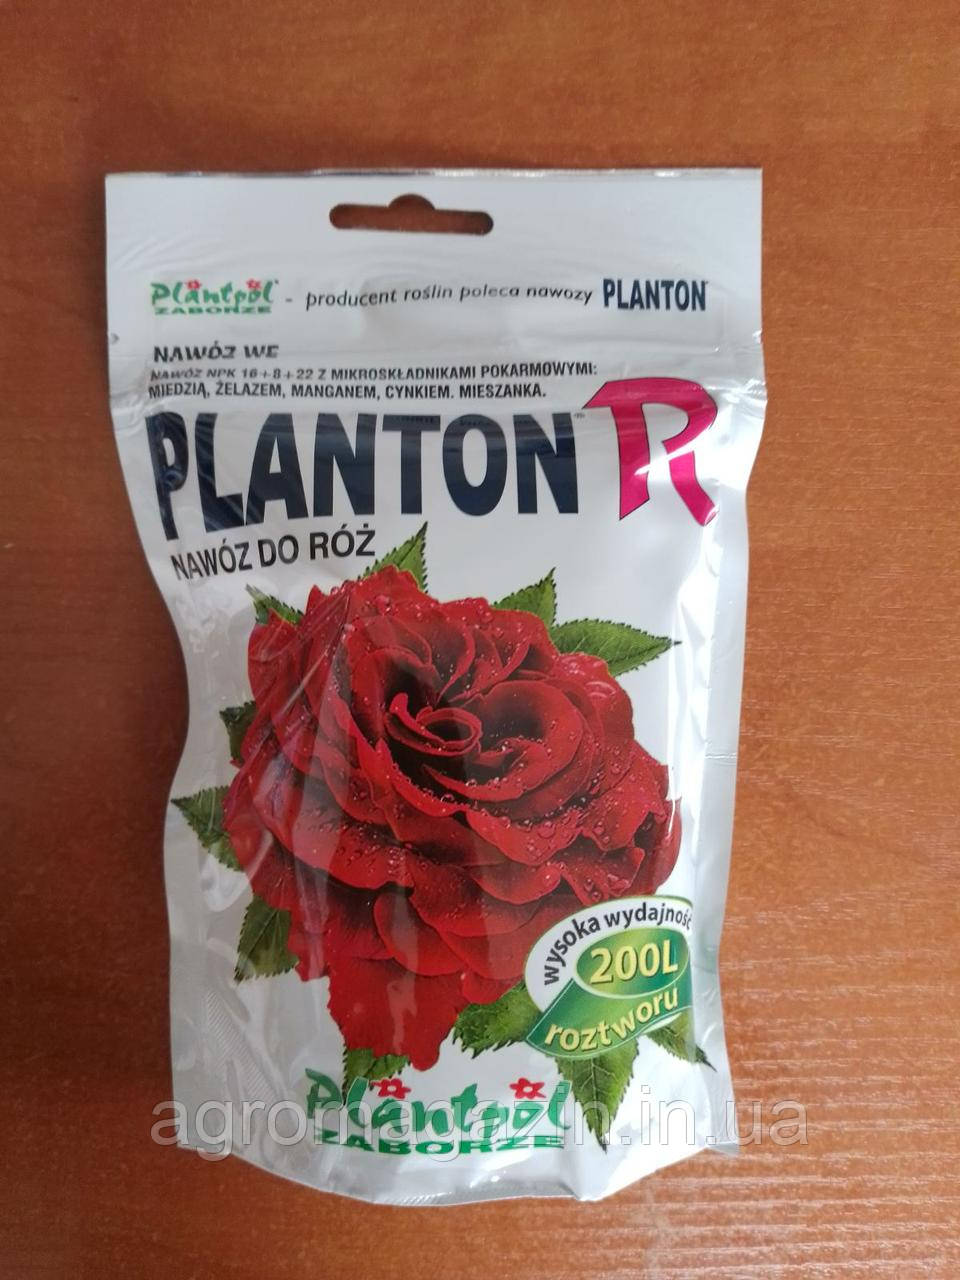 Plantpol ZABORZE - producent roślin poleca nawozy PLANTON
NAWÓZ WE
NAWÓZ NPK 16+8+22 Z MIKROSKŁADNIKAMI POKARMOWYMI:
MIEDZIĄ, ŻELAZEM, MANGANEM, CYNKIEM. MIESZANKA.
PLANTON™ R
NAWÓZ DO RÓŻ
wysoka wydajność
200L
roztworu
Plantpol
ZABORZE
agromagazin.in.ua